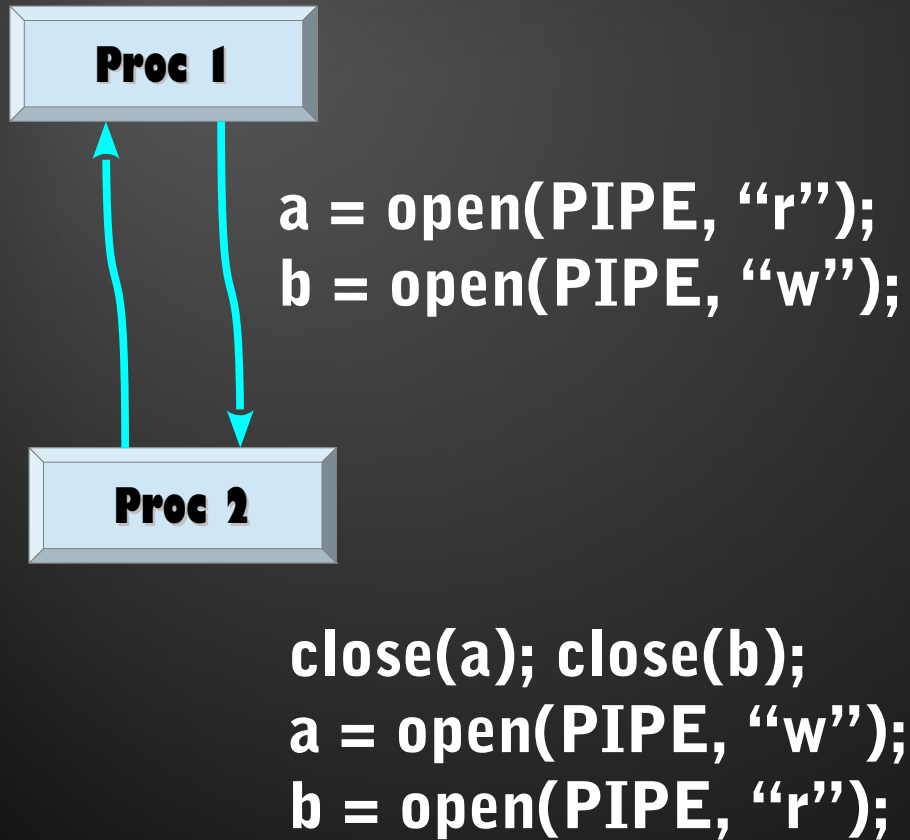 Proc 1
a = open(PIPE, “r”);
b = open(PIPE, “w”);
Proc 2
close(a); close(b);
a = open(PIPE, “w”);
b = open(PIPE, “r”);